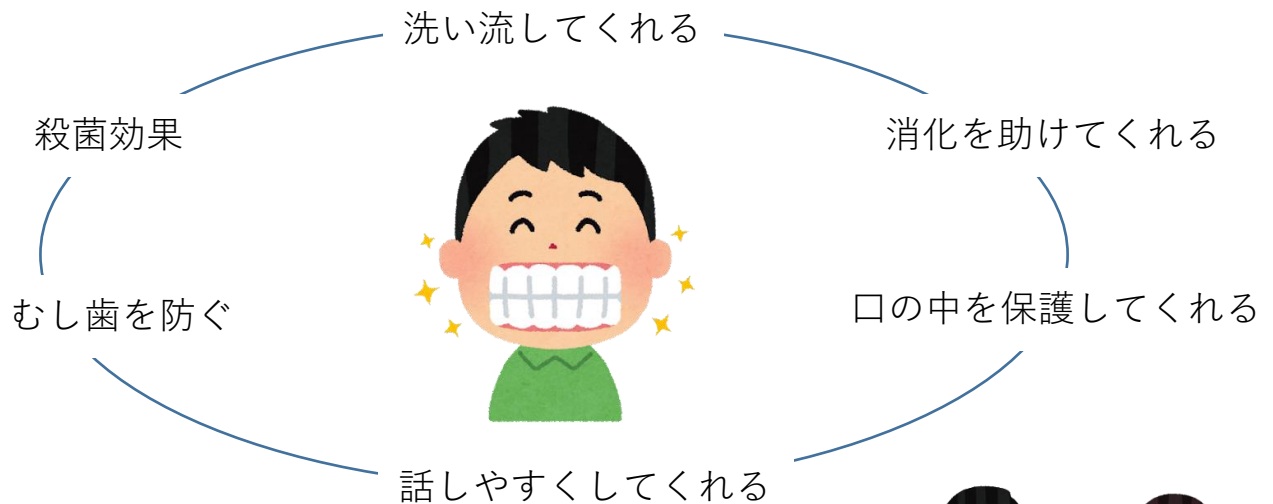 洗い流してくれる
殺菌効果
消化を助けてくれる
むし歯を防ぐ
口の中を保護してくれる
話しやすくしてくれる